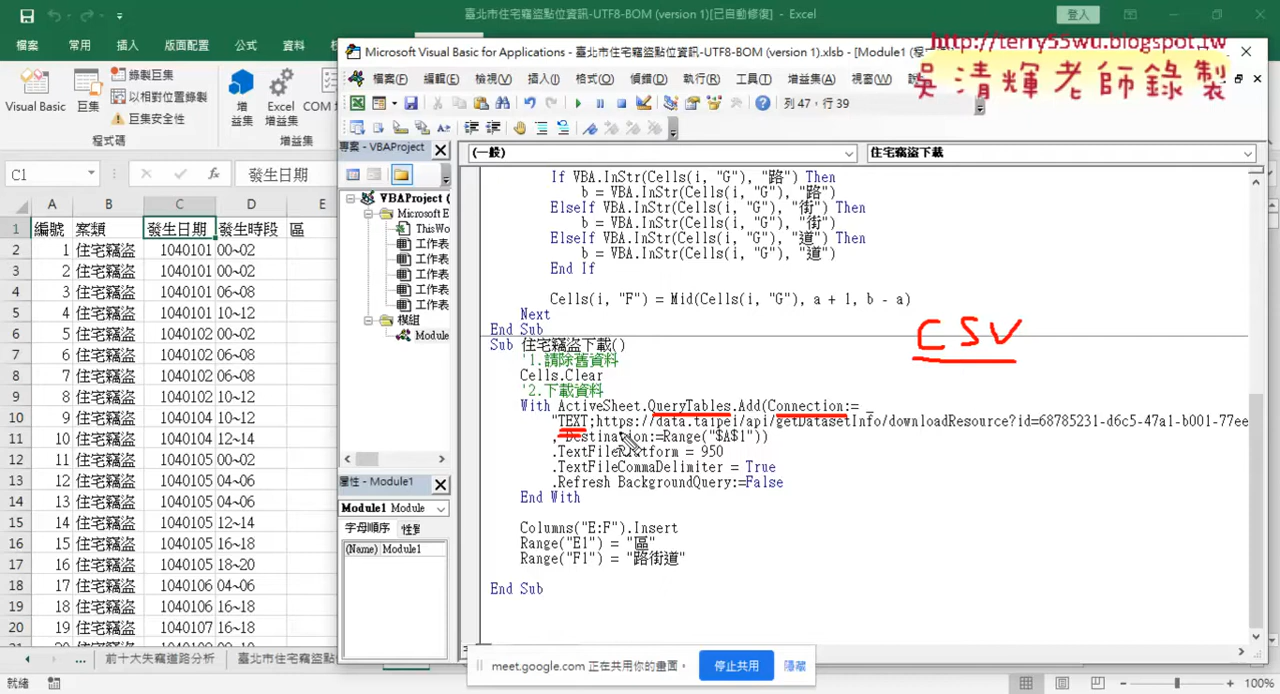 臺北市住宅竊盜點位資訊-UTF8-BOM (version 1)[已自動修復] - Excel
登入
檔案 常用 插入 版面配置 公式 資料
Visual Basic 巨集 錄製巨集 以相對位置錄製 巨集安全性 增益集 Excel 增益集 COM
程式碼 增益集
C1 fx 發生日期
A B C D E
1 編號 案類 發生日期 發生時段 區
2 1 住宅竊盜 1040101 00~02
3 2 住宅竊盜 1040101 00~02
4 3 住宅竊盜 1040101 06~08
5 4 住宅竊盜 1040101 10~12
6 5 住宅竊盜 1040102 00~02
7 6 住宅竊盜 1040102 06~08
8 7 住宅竊盜 1040102 06~08
9 8 住宅竊盜 1040102 10~12
10 9 住宅竊盜 1040103 04~06
11 10 住宅竊盜 1040104 12~14
12 11 住宅竊盜 1040105 00~02
13 12 住宅竊盜 1040105 04~06
14 13 住宅竊盜 1040105 04~06
15 14 住宅竊盜 1040105 12~14
16 15 住宅竊盜 1040105 16~18
17 16 住宅竊盜 1040105 18~20
18 17 住宅竊盜 1040106 04~06
19 18 住宅竊盜 1040106 16~18
20 19 住宅竊盜 1040107 16~18
... 前十大失竊道路分析 臺北市住宅竊盜點
就緒
100%
Microsoft Visual Basic for Applications - 臺北市住宅竊盜點位資訊-UTF8-BOM (version 1).xlsb - [Module1 (程
http://terry55wu.blogspot.tw
吳清輝老師錄製
檔案(F) 編輯(E) 檢視(V) 插入(I) 格式(O) 偵錯(D) 執行(R) 工具(T) 增益集(A) 視窗(W)
列 47，行 39
專案 - VBAProject
VBAProject (
Microsoft E
ThisWo
工作表
工作表
工作表
工作表
工作表
模組
Module
屬性 - Module1
Module1 Module
字母順序
(Name) Module1
(一般) 住宅竊盜下載
If VBA.InStr(Cells(i, "G"), "路") Then
b = VBA.InStr(Cells(i, "G"), "路")
ElseIf VBA.InStr(Cells(i, "G"), "街") Then
b = VBA.InStr(Cells(i, "G"), "街")
ElseIf VBA.InStr(Cells(i, "G"), "道") Then
b = VBA.InStr(Cells(i, "G"), "道")
End If
Cells(i, "F") = Mid(Cells(i, "G"), a + 1, b - a)
Next
End Sub
CSV
Sub 住宅竊盜下載()
'1.請除舊資料
Cells.Clear
'2.下載資料
With ActiveSheet.QueryTables.Add(Connection:= _
"TEXT;https://data.taipei/api/getDatasetInfo/downloadResource?id=68785231-d6c5-47a1-b001-77ee
, Destination:=Range("$A$1"))
.TextFilePlatform = 950
.TextFileCommaDelimiter = True
.Refresh BackgroundQuery:=False
End With
Columns("E:F").Insert
Range("E1") = "區"
Range("F1") = "路街道"
End Sub
meet.google.com 正在共用你的畫面。 停止共用 隱藏